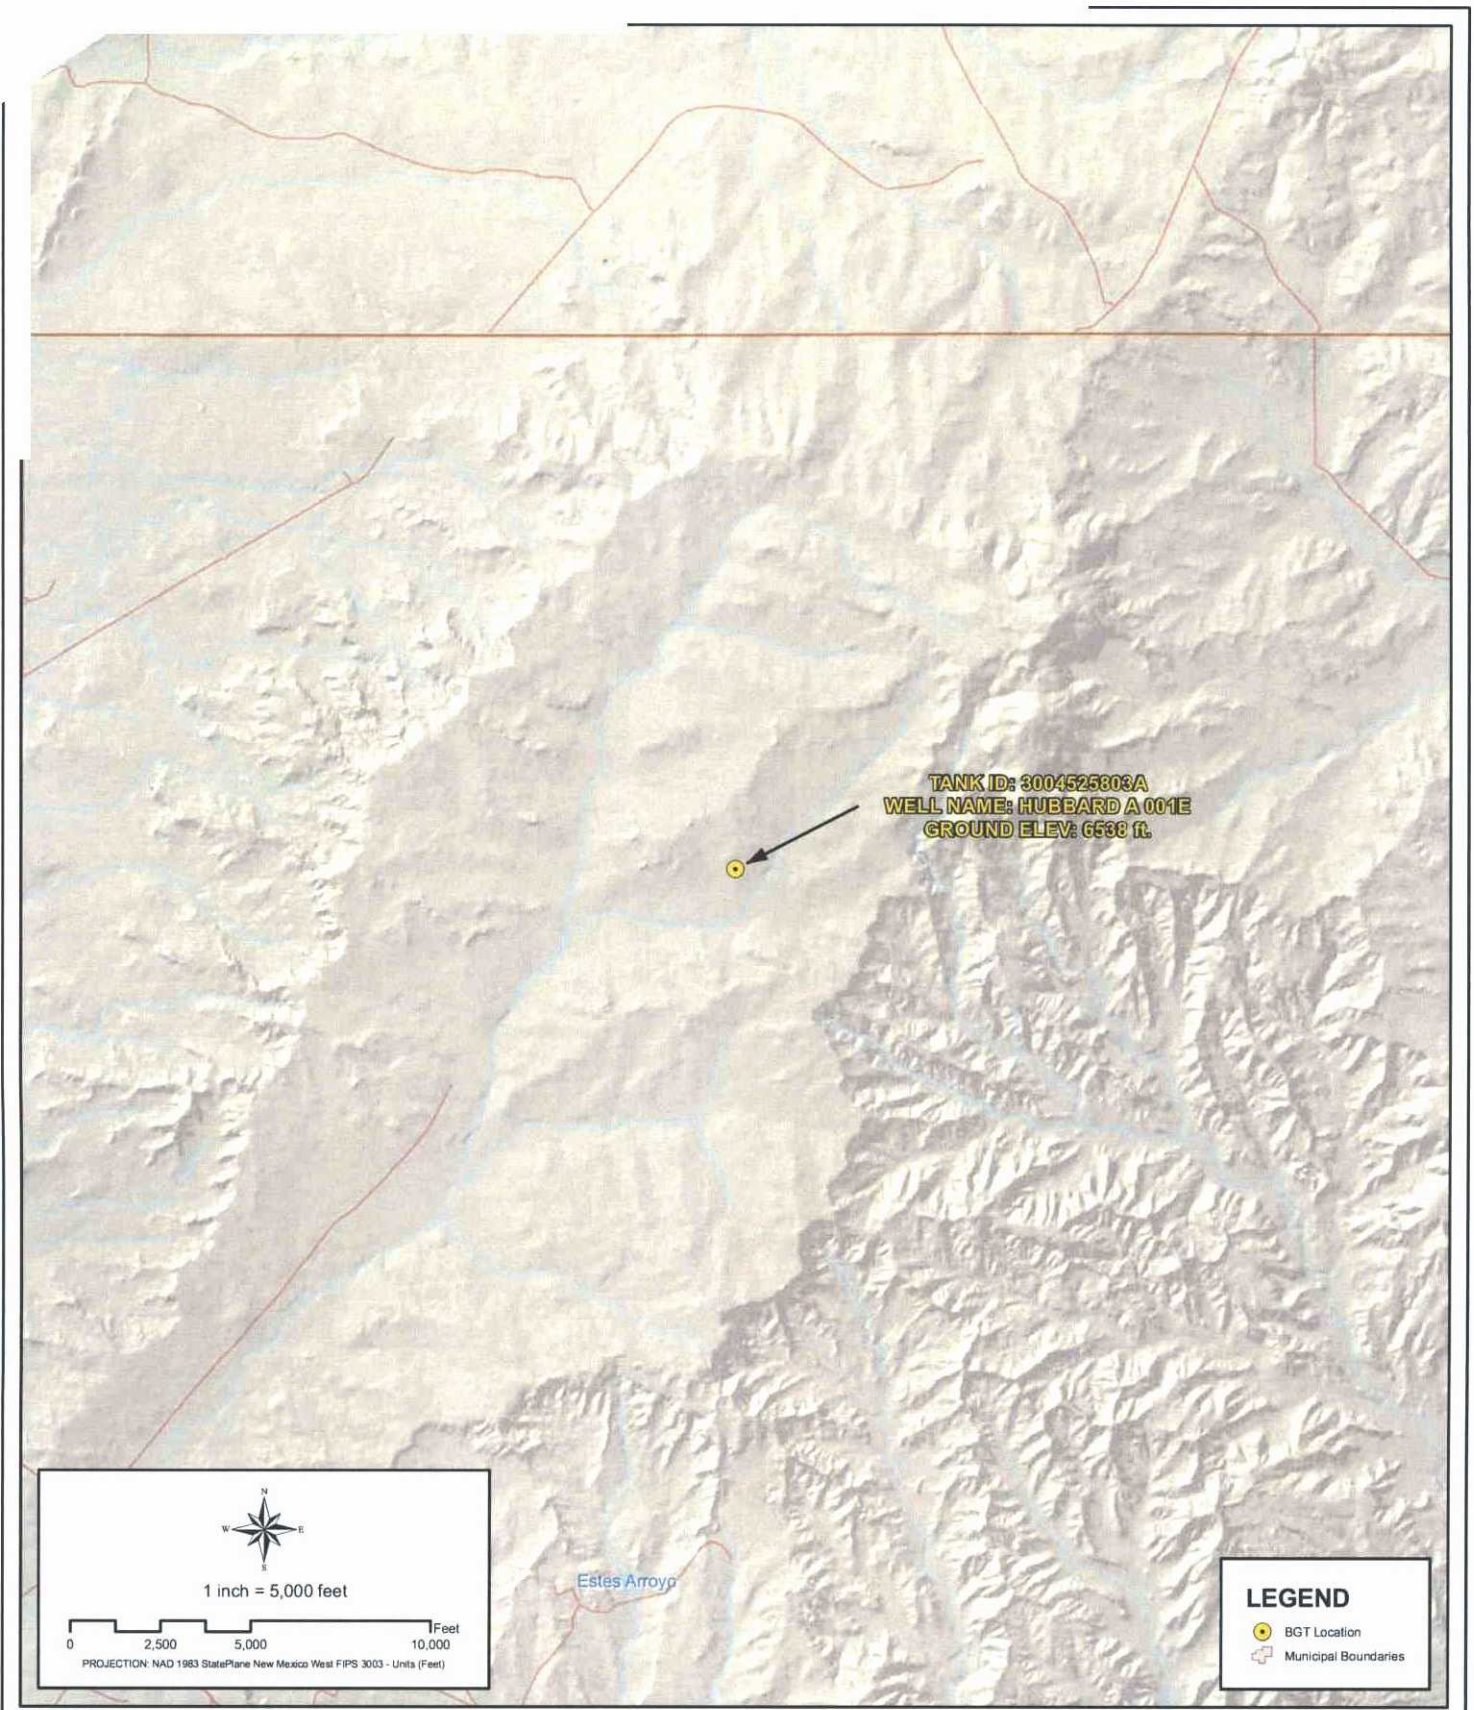 TANK ID: 3004525803A
WELL NAME: HUBBARD A 001E
GROUND ELEV: 6538 ft.
N
W E
S
1 inch = 5,000 feet
Feet
0 2,500 5,000 10,000
PROJECTION: NAD 1983 StatePlane New Mexico West FIPS 3003 - Units (Feet)
Estes Arroyo
LEGEND
BGT Location
Municipal Boundaries